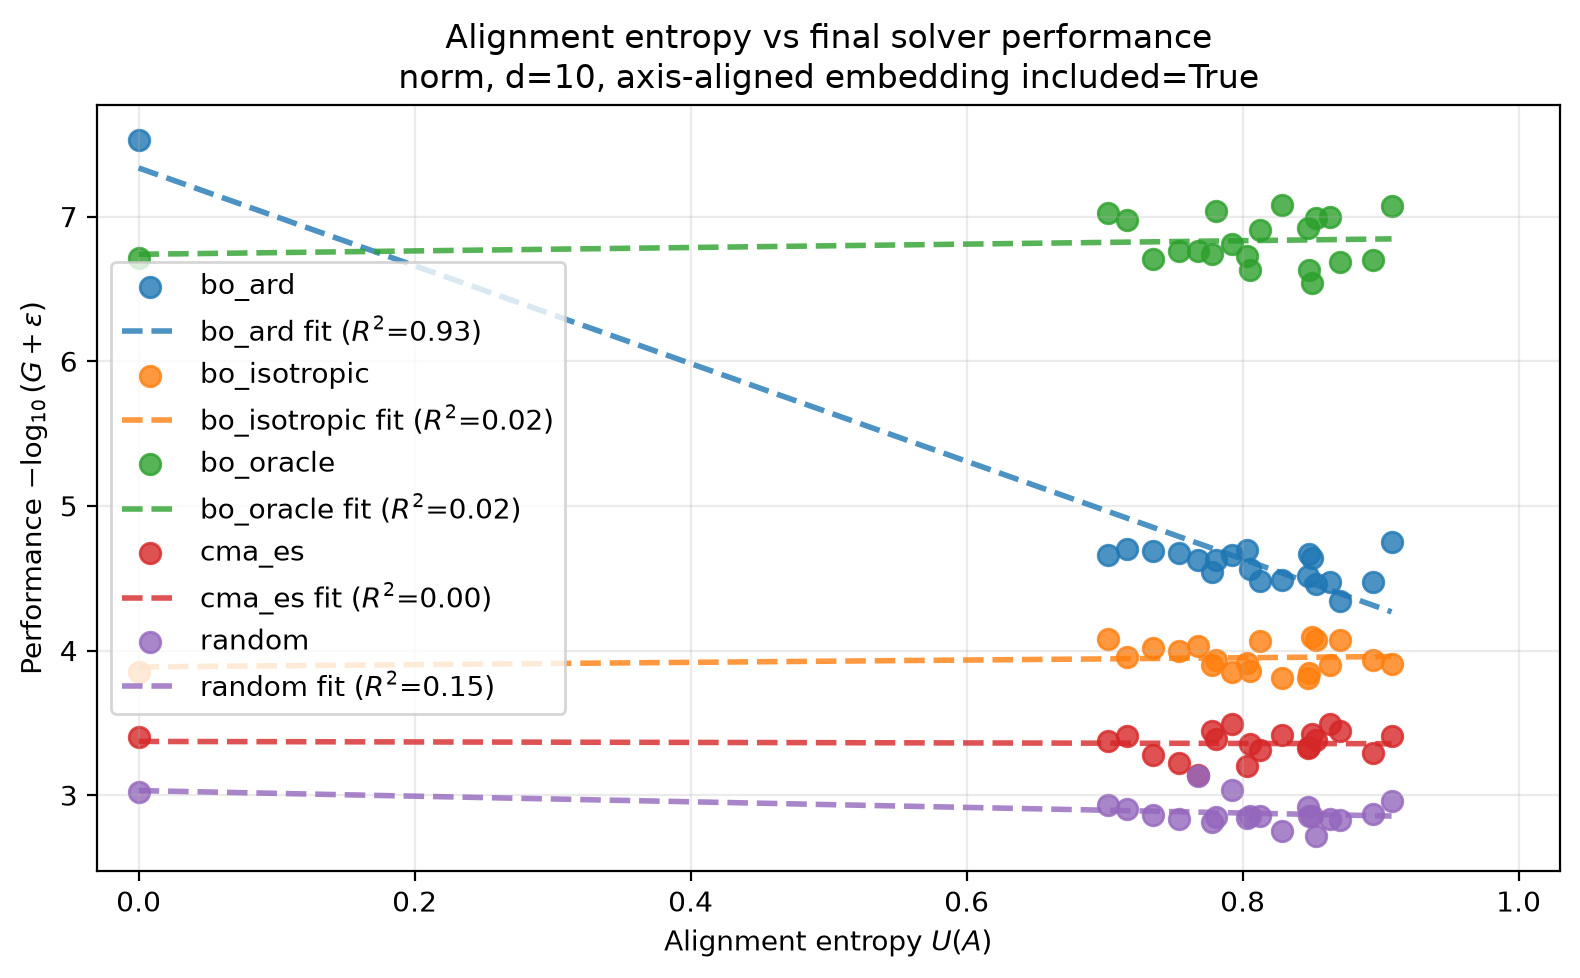 Alignment entropy vs final solver performance
norm, d=10, axis-aligned embedding included=True
Performance −log₁₀(G + ε)
7
6
5
4
3
bo_ard
bo_ard fit (R²=0.93)
bo_isotropic
bo_isotropic fit (R²=0.02)
bo_oracle
bo_oracle fit (R²=0.02)
cma_es
cma_es fit (R²=0.00)
random
random fit (R²=0.15)
0.0 0.2 0.4 0.6 0.8 1.0
Alignment entropy U(A)